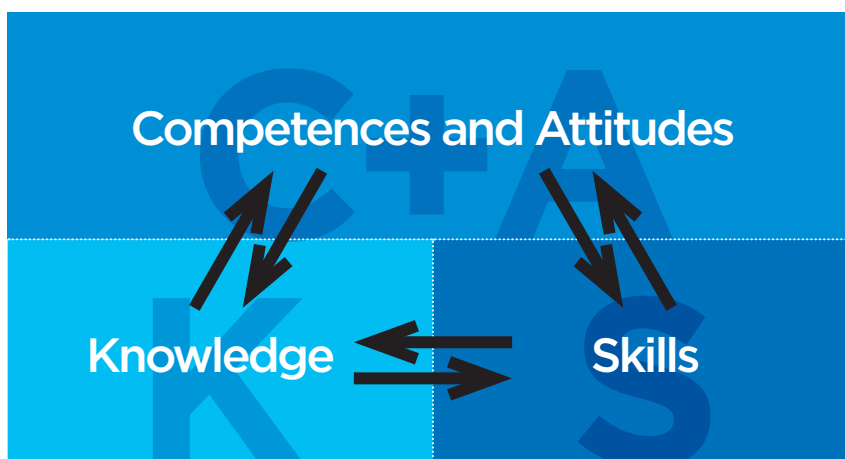 C+A
Competences and Attitudes
K
Knowledge
S
Skills